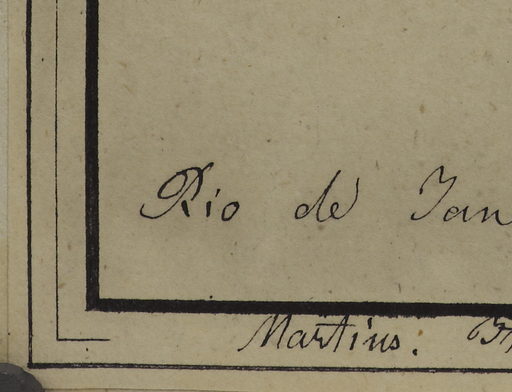 Rio de Jan
Martius.